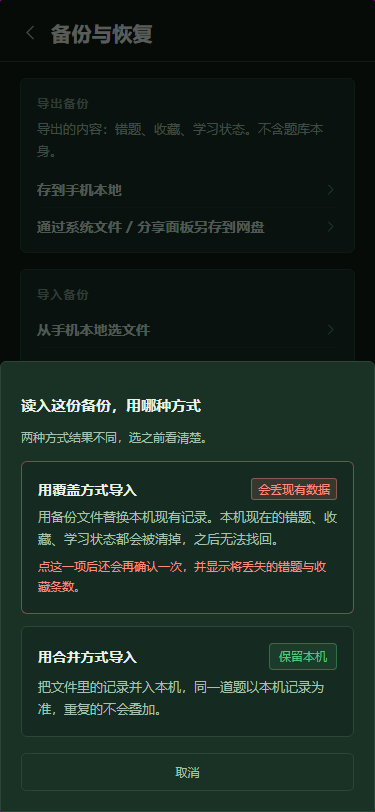 备份与恢复
导出备份
导出的内容：错题、收藏、学习状态。不含题库本
身。
存到手机本地
通过系统文件 / 分享面板另存到网盘
导入备份
从手机本地选文件
读入这份备份，用哪种方式
两种方式结果不同，选之前看清楚。
用覆盖方式导入
会丢现有数据
用备份文件替换本机现有记录。本机现在的错题、收
藏、学习状态都会被清掉，之后无法找回。
点这一项后还会再确认一次，并显示将丢失的错题与收
藏条数。
用合并方式导入
保留本机
把文件里的记录并入本机，同一道题以本机记录为
准，重复的不会叠加。
取消